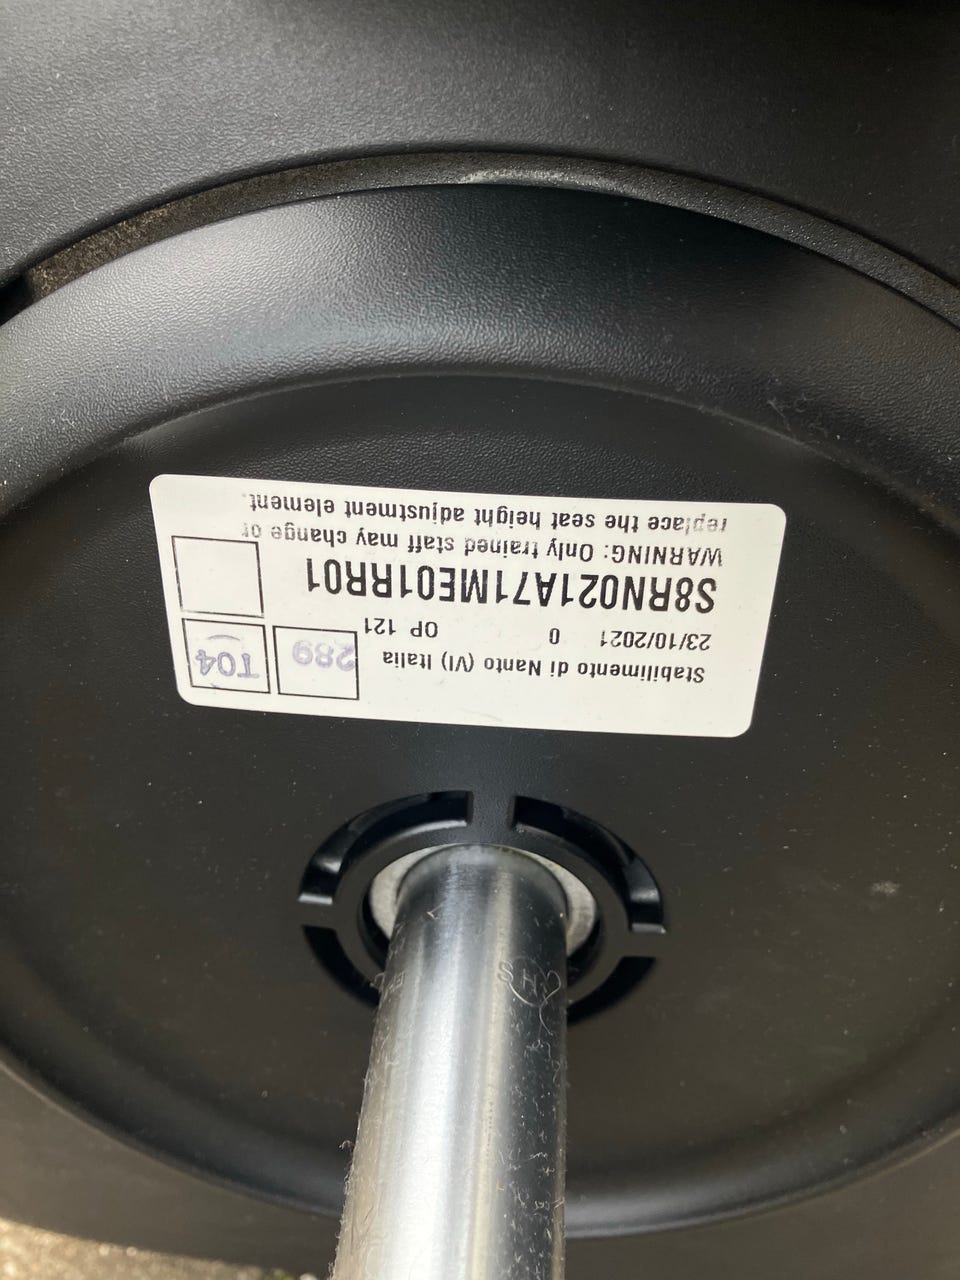 Stabilimento di Nanto (VI) Italia
23/10/2021 0 OP 121
289
T04
S8RN021A71ME01RR01
WARNING: Only trained staff may change or
replace the seat height adjustment element.
SHS